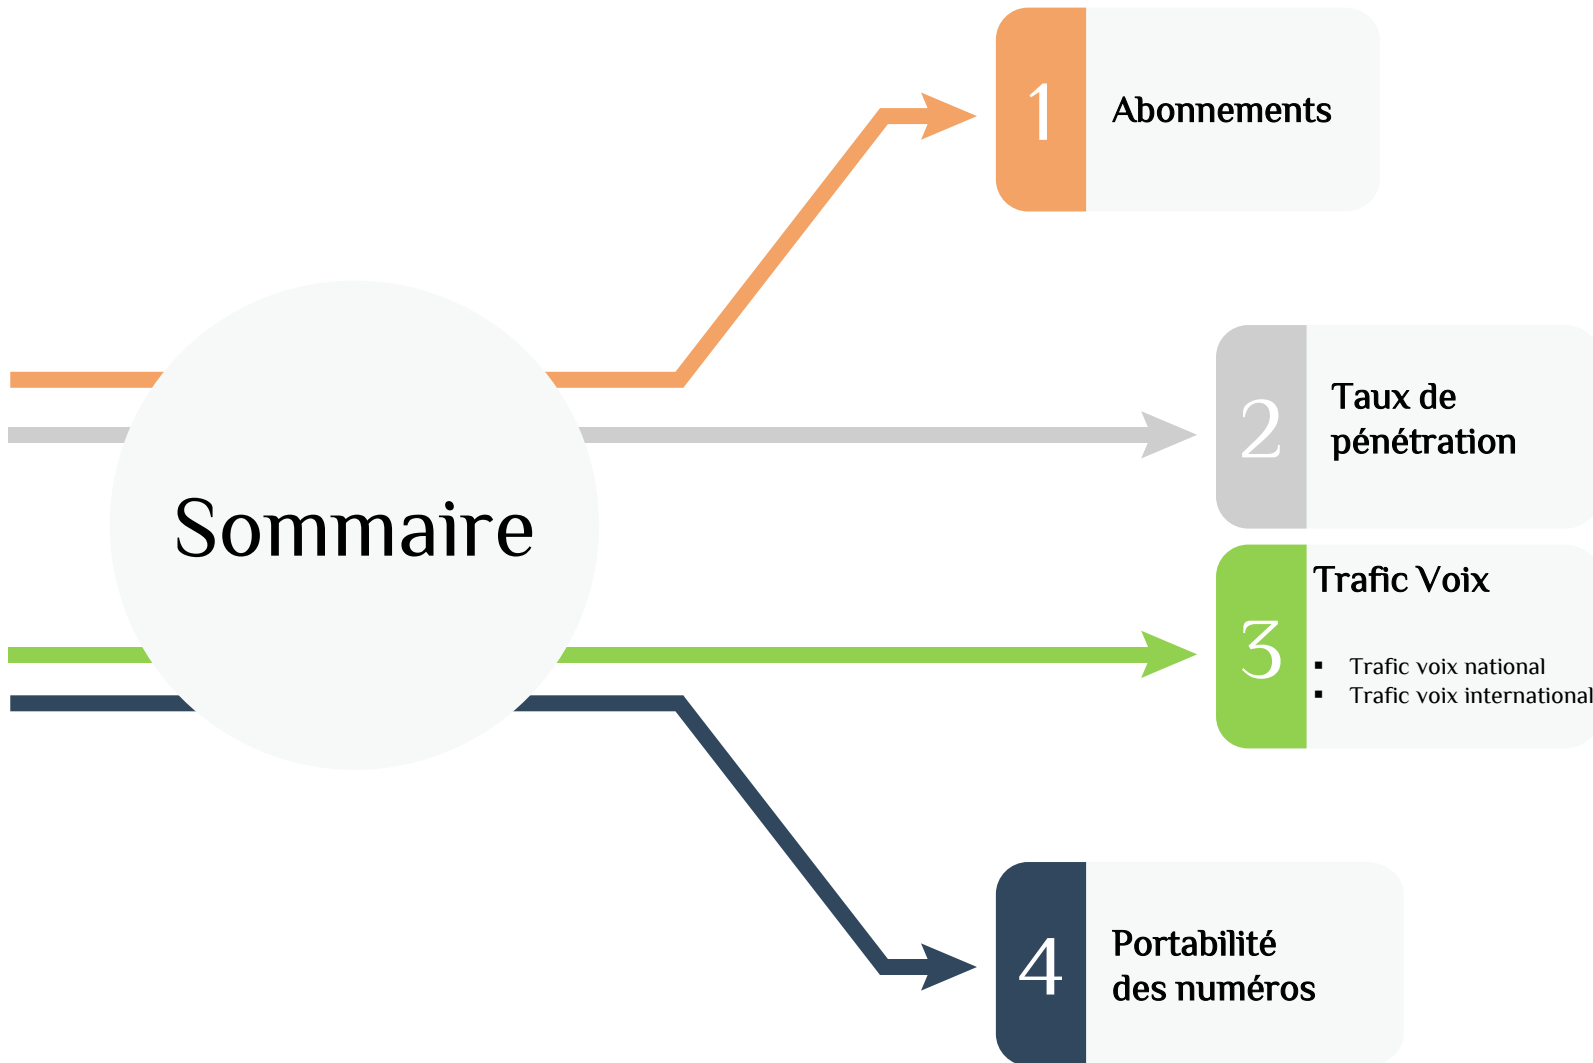 Sommaire
1
Abonnements
2
Taux de
pénétration
3
Trafic Voix
▪ Trafic voix national
▪ Trafic voix international
4
Portabilité
des numéros